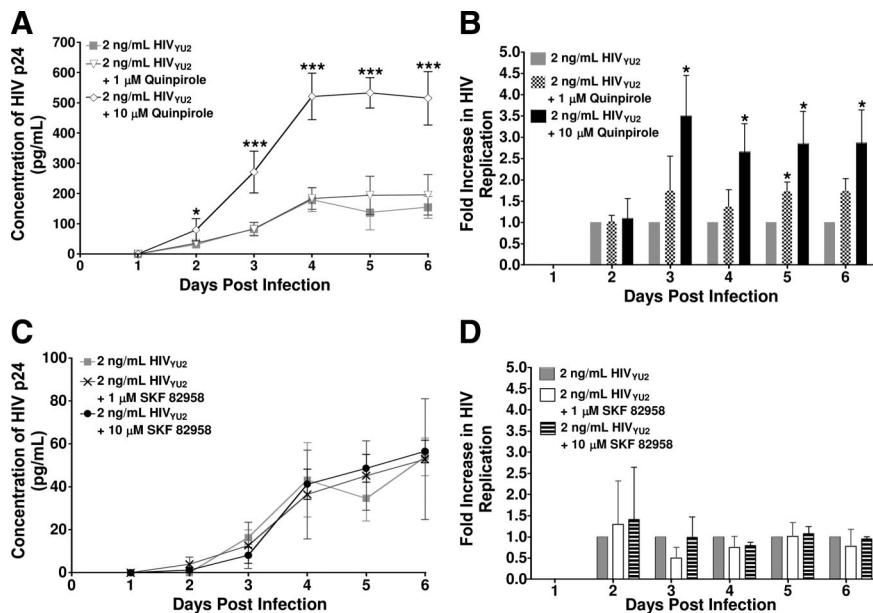 A
Concentration of HIV p24
(pg/mL)
700
600
500
400
300
200
100
0
2 ng/mL HIVYU2
2 ng/mL HIVYU2
+ 1 μM Quinpirole
2 ng/mL HIVYU2
+ 10 μM Quinpirole
*
***
***
***
***
0 1 2 3 4 5 6
Days Post Infection
B
Fold Increase in HIV
Replication
5.0
4.5
4.0
3.5
3.0
2.5
2.0
1.5
1.0
0.5
0.0
2 ng/mL HIVYU2
2 ng/mL HIVYU2
+ 1 μM Quinpirole
2 ng/mL HIVYU2
+ 10 μM Quinpirole
*
*
*
*
*
1 2 3 4 5 6
Days Post Infection
C
Concentration of HIV p24
(pg/mL)
100
80
60
40
20
0
2 ng/mL HIVYU2
2 ng/mL HIVYU2
+ 1 μM SKF 82958
2 ng/mL HIVYU2
+ 10 μM SKF 82958
0 1 2 3 4 5 6
Days Post Infection
D
Fold Increase in HIV
Replication
5.0
4.5
4.0
3.5
3.0
2.5
2.0
1.5
1.0
0.5
0.0
2 ng/mL HIVYU2
2 ng/mL HIVYU2
+ 1 μM SKF 82958
2 ng/mL HIVYU2
+ 10 μM SKF 82958
1 2 3 4 5 6
Days Post Infection